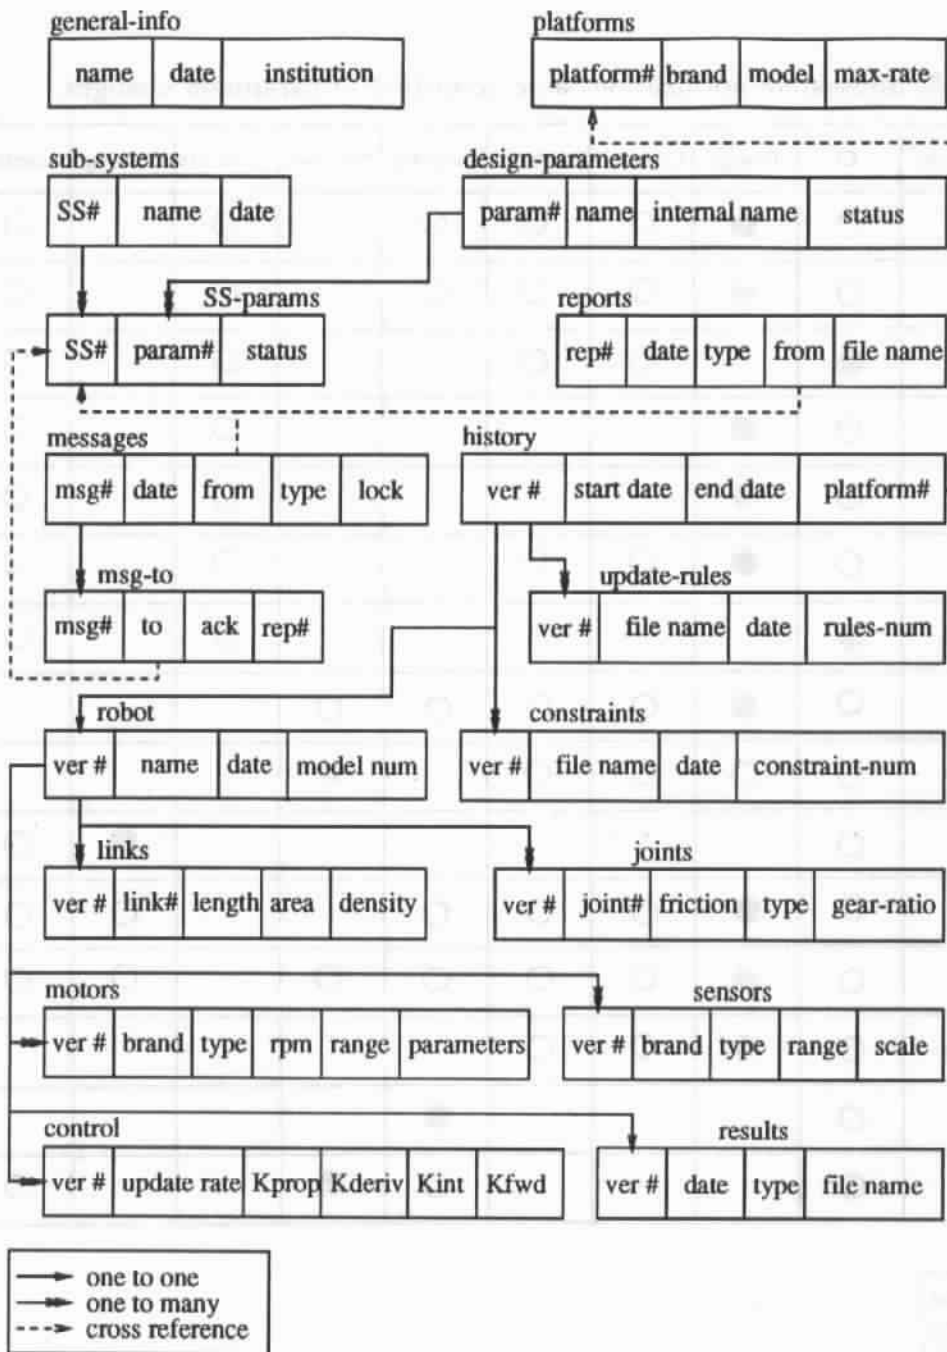 general-info
name date institution
platforms
platform# brand model max-rate
sub-systems
SS# name date
design-parameters
param# name internal name status
SS-params
SS# param# status
reports
rep# date type from file name
messages
msg# date from type lock
history
ver # start date end date platform#
msg-to
msg# to ack rep#
update-rules
ver # file name date rules-num
robot
ver # name date model num
constraints
ver # file name date constraint-num
links
ver # link# length area density
joints
ver # joint# friction type gear-ratio
motors
ver # brand type rpm range parameters
sensors
ver # brand type range scale
control
ver # update rate Kprop Kderiv Kint Kfwd
results
ver # date type file name
one to one
one to many
cross reference